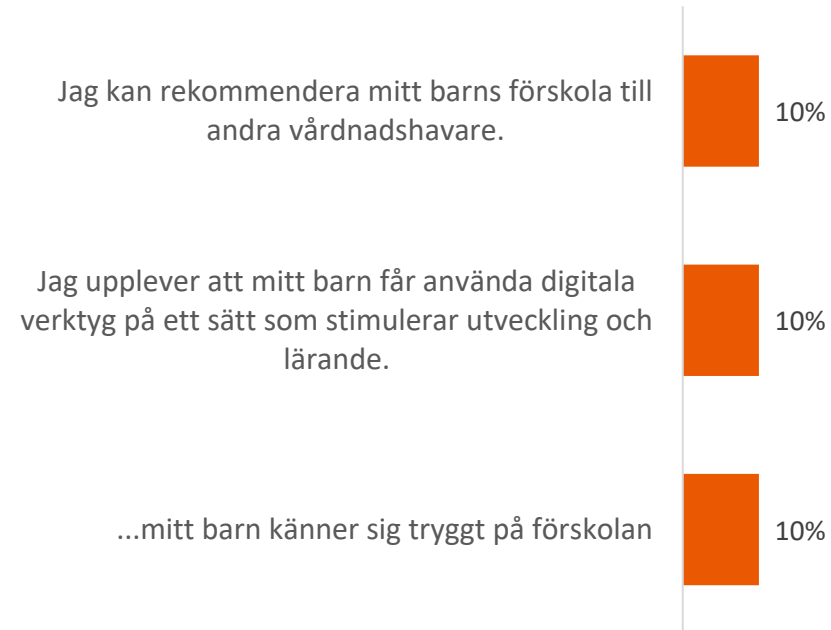 Jag kan rekommendera mitt barns förskola till
andra vårdnadshavare.
10%
Jag upplever att mitt barn får använda digitala
verktyg på ett sätt som stimulerar utveckling och
lärande.
10%
...mitt barn känner sig tryggt på förskolan
10%